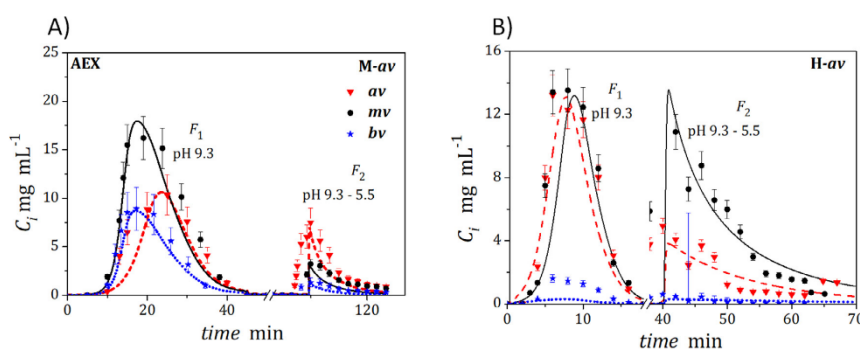 A)
AEX
M-av
av
mv
bv
F1
pH 9.3
F2
pH 9.3 - 5.5
Ci mg mL-1
25
20
15
10
5
0
0 20 40 100 120
time min
B)
H-av
F1
pH 9.3
F2
pH 9.3 - 5.5
Ci mg mL-1
16
12
8
4
0
0 10 40 50 60 70
time min